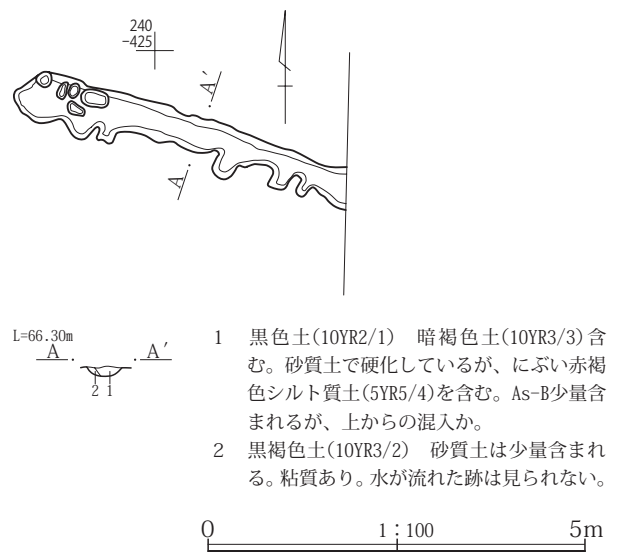 240
-425
A′
A
L=66.30m
A A′
2 1
1 黒色土(10YR2/1) 暗褐色土(10YR3/3)含
む。砂質土で硬化しているが、にぶい赤褐
色シルト質土(5YR5/4)を含む。As-B少量含
まれるが、上からの混入か。
2 黒褐色土(10YR3/2) 砂質土は少量含まれ
る。粘質あり。水が流れた跡は見られない。
0 1：100 5m